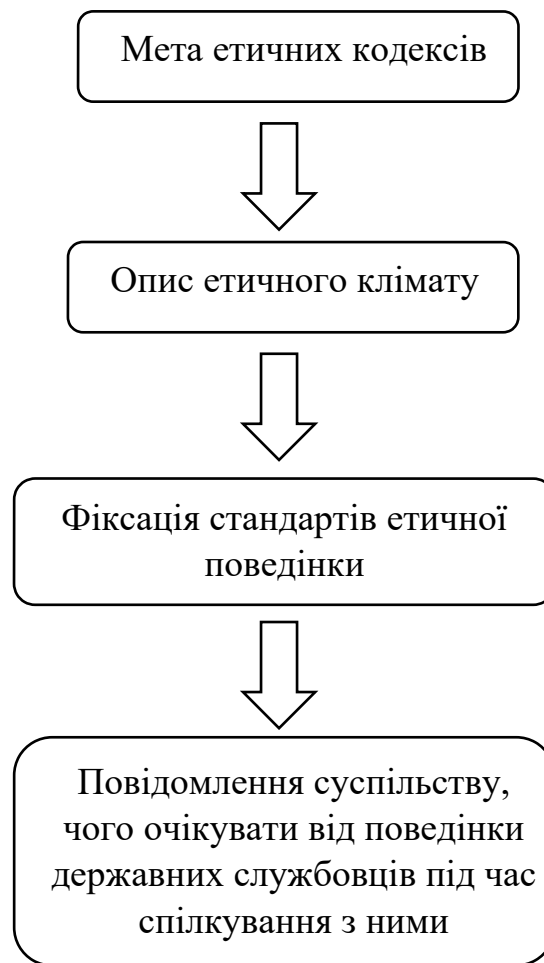 Мета етичних кодексів
Опис етичного клімату
Фіксація стандартів етичної
поведінки
Повідомлення суспільству,
чого очікувати від поведінки
державних службовців під час
спілкування з ними